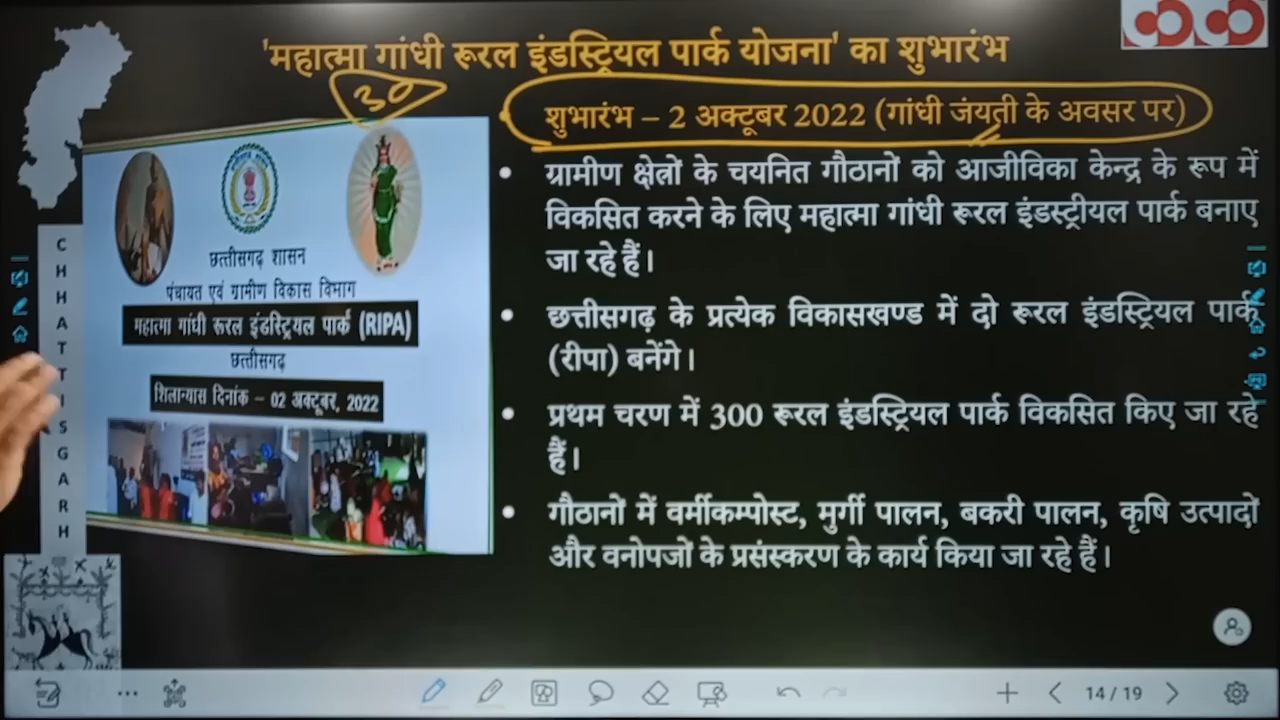 'महात्मा गांधी रूरल इंडस्ट्रियल पार्क योजना' का शुभारंभ
30
शुभारंभ – 2 अक्टूबर 2022 (गांधी जंयती के अवसर पर)
छत्तीसगढ़ शासन
पंचायत एवं ग्रामीण विकास विभाग
महात्मा गांधी रूरल इंडस्ट्रियल पार्क (RIPA)
छत्तीसगढ़
शिलान्यास दिनांक – 02 अक्टूबर, 2022
• ग्रामीण क्षेत्रों के चयनित गौठानों को आजीविका केन्द्र के रूप में
विकसित करने के लिए महात्मा गांधी रूरल इंडस्ट्रीयल पार्क बनाए
जा रहे हैं।
• छत्तीसगढ़ के प्रत्येक विकासखण्ड में दो रूरल इंडस्ट्रियल पार्क
(रीपा) बनेंगे।
• प्रथम चरण में 300 रूरल इंडस्ट्रियल पार्क विकसित किए जा रहे
हैं।
• गौठानों में वर्मीकम्पोस्ट, मुर्गी पालन, बकरी पालन, कृषि उत्पादों
और वनोपजों के प्रसंस्करण के कार्य किया जा रहे हैं।
CHHATTISGARH
14 / 19